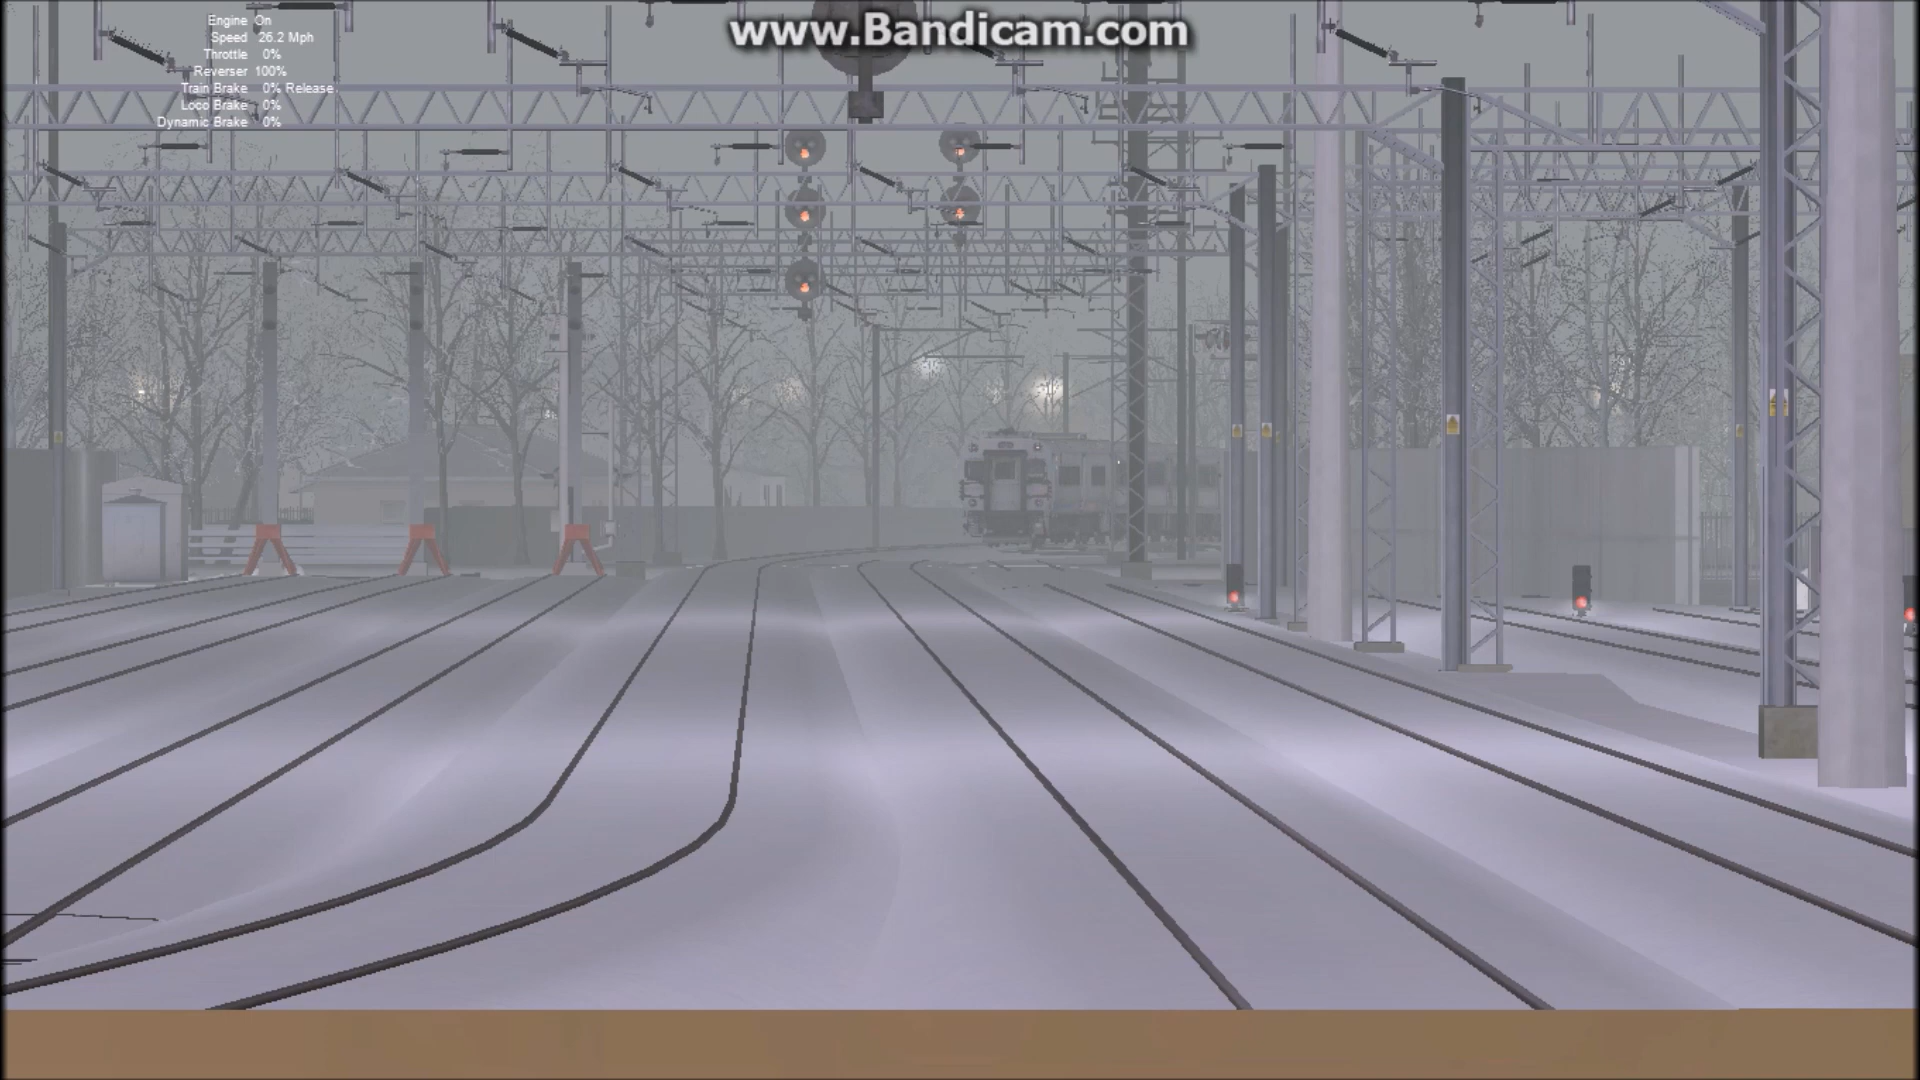 www.Bandicam.com
Engine On
Speed 26.2 Mph
Throttle 0%
Reverser 100%
Train Brake 0% Release
Loco Brake 0%
Dynamic Brake 0%